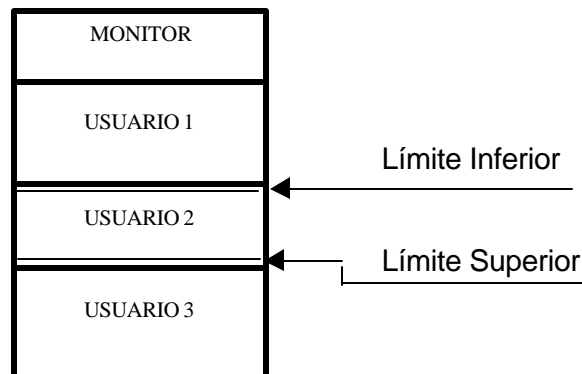 MONITOR
USUARIO 1
Límite Inferior
USUARIO 2
Límite Superior
USUARIO 3